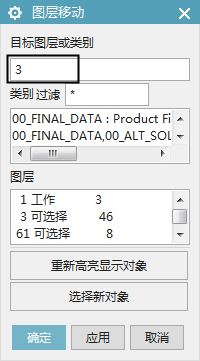 图层移动
目标图层或类别
3
类别 过滤 *
00_FINAL_DATA : Product Fi
00_FINAL_DATA,00_ALT_SOL
图层
1 工作 3
3 可选择 46
61 可选择 8
重新高亮显示对象
选择新对象
确定 应用 取消